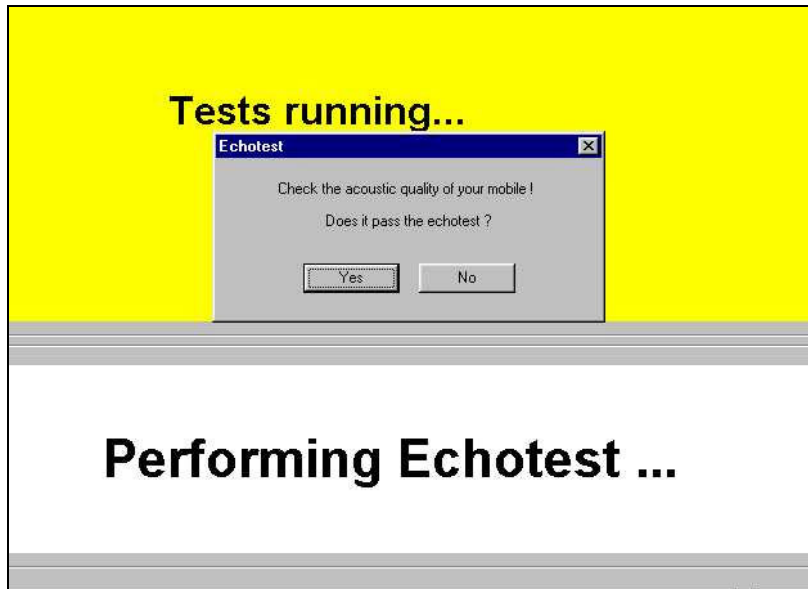 Tests running...
Echotest
Check the acoustic quality of your mobile !
Does it pass the echotest ?
Yes
No
Performing Echotest ...